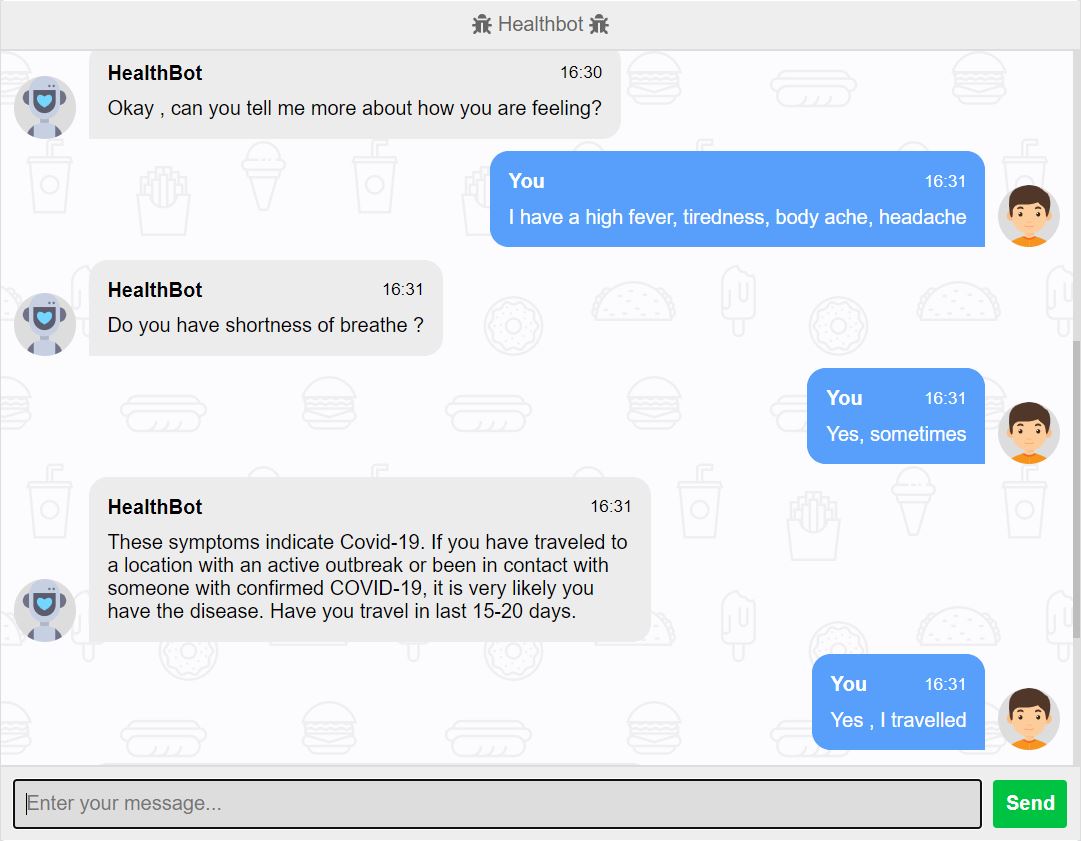 Healthbot
HealthBot 16:30
Okay , can you tell me more about how you are feeling?
You 16:31
I have a high fever, tiredness, body ache, headache
HealthBot 16:31
Do you have shortness of breathe ?
You 16:31
Yes, sometimes
HealthBot 16:31
These symptoms indicate Covid-19. If you have traveled to
a location with an active outbreak or been in contact with
someone with confirmed COVID-19, it is very likely you
have the disease. Have you travel in last 15-20 days.
You 16:31
Yes , I travelled
Enter your message...
Send